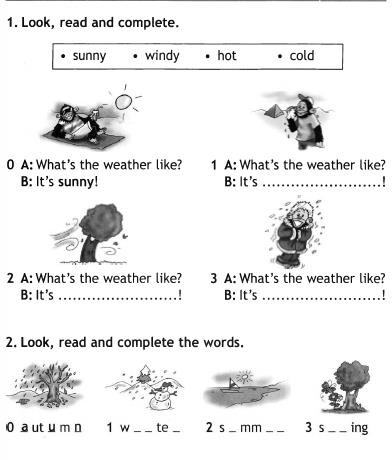 1. Look, read and complete.
• sunny • windy • hot • cold
0 A: What's the weather like?
B: It's sunny!
1 A: What's the weather like?
B: It's ........................!
2 A: What's the weather like?
B: It's ........................!
3 A: What's the weather like?
B: It's ........................!
2. Look, read and complete the words.
0 a ut u m n
1 w _ _ te _
2 s _ mm _ _
3 s _ _ ing